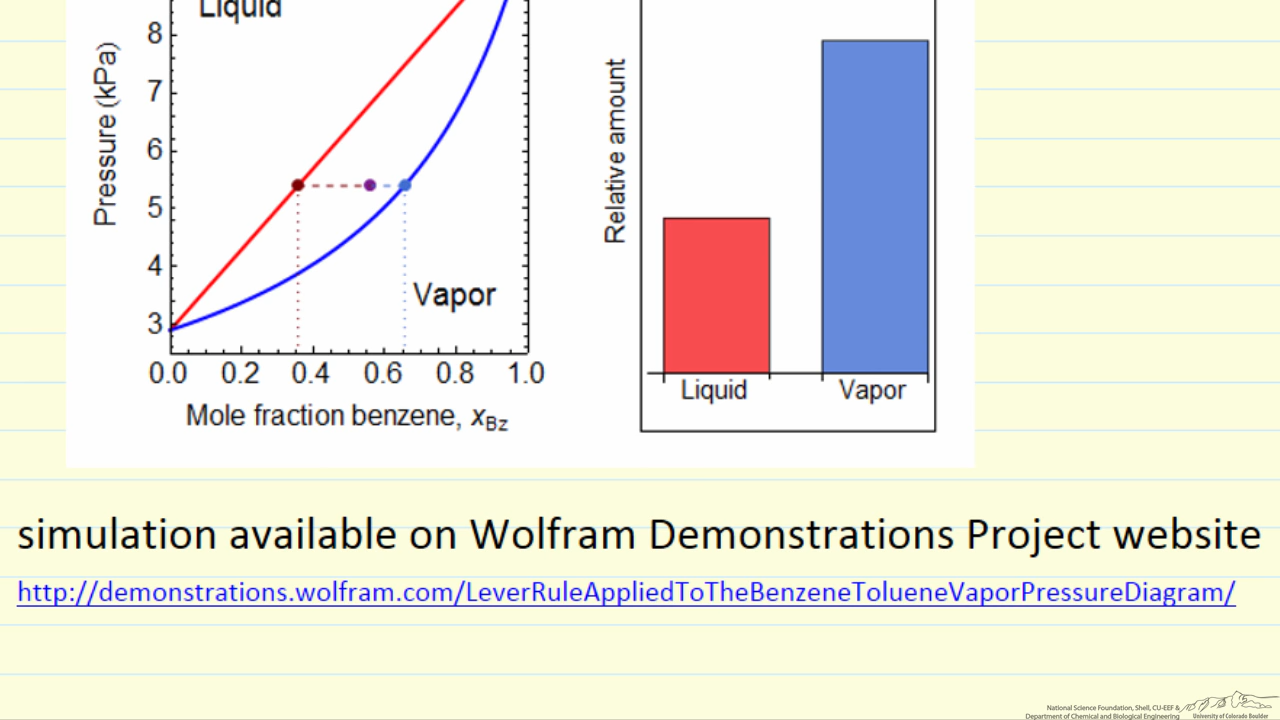 Liquid
Pressure (kPa)
8
7
6
5
4
3
Vapor
0.0 0.2 0.4 0.6 0.8 1.0
Mole fraction benzene, xBz
Relative amount
Liquid Vapor
simulation available on Wolfram Demonstrations Project website
http://demonstrations.wolfram.com/LeverRuleAppliedToTheBenzeneTolueneVaporPressureDiagram/
National Science Foundation, Shell, CU-EEF &
Department of Chemical and Biological Engineering
University of Colorado Boulder